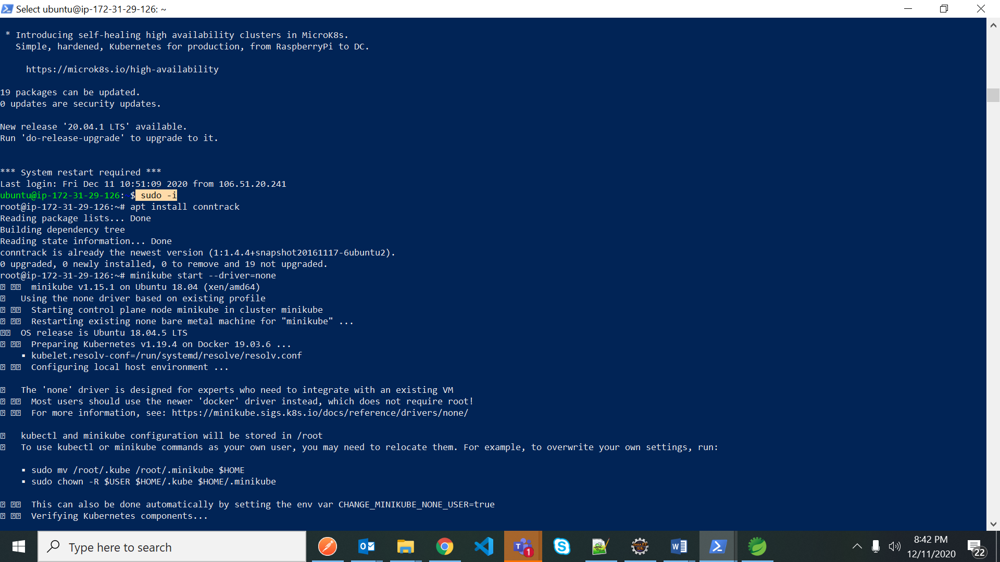 Select ubuntu@ip-172-31-29-126: ~
* Introducing self-healing high availability clusters in MicroK8s.
Simple, hardened, Kubernetes for production, from RaspberryPi to DC.
https://microk8s.io/high-availability
19 packages can be updated.
0 updates are security updates.
New release '20.04.1 LTS' available.
Run 'do-release-upgrade' to upgrade to it.
*** System restart required ***
Last login: Fri Dec 11 10:51:09 2020 from 106.51.20.241
ubuntu@ip-172-31-29-126: $ sudo -i
root@ip-172-31-29-126:~# apt install conntrack
Reading package lists... Done
Building dependency tree
Reading state information... Done
conntrack is already the newest version (1:1.4.4+snapshot20161117-6ubuntu2).
0 upgraded, 0 newly installed, 0 to remove and 19 not upgraded.
root@ip-172-31-29-126:~# minikube start --driver=none
minikube v1.15.1 on Ubuntu 18.04 (xen/amd64)
Using the none driver based on existing profile
Starting control plane node minikube in cluster minikube
Restarting existing none bare metal machine for "minikube" ...
OS release is Ubuntu 18.04.5 LTS
Preparing Kubernetes v1.19.4 on Docker 19.03.6 ...
▪ kubelet.resolv-conf=/run/systemd/resolve/resolv.conf
Configuring local host environment ...
The 'none' driver is designed for experts who need to integrate with an existing VM
Most users should use the newer 'docker' driver instead, which does not require root!
For more information, see: https://minikube.sigs.k8s.io/docs/reference/drivers/none/
kubectl and minikube configuration will be stored in /root
To use kubectl or minikube commands as your own user, you may need to relocate them. For example, to overwrite your own settings, run:
▪ sudo mv /root/.kube /root/.minikube $HOME
▪ sudo chown -R $USER $HOME/.kube $HOME/.minikube
This can also be done automatically by setting the env var CHANGE_MINIKUBE_NONE_USER=true
Verifying Kubernetes components...
Type here to search
1
Java EE
IDE
8:42 PM
12/11/2020
22